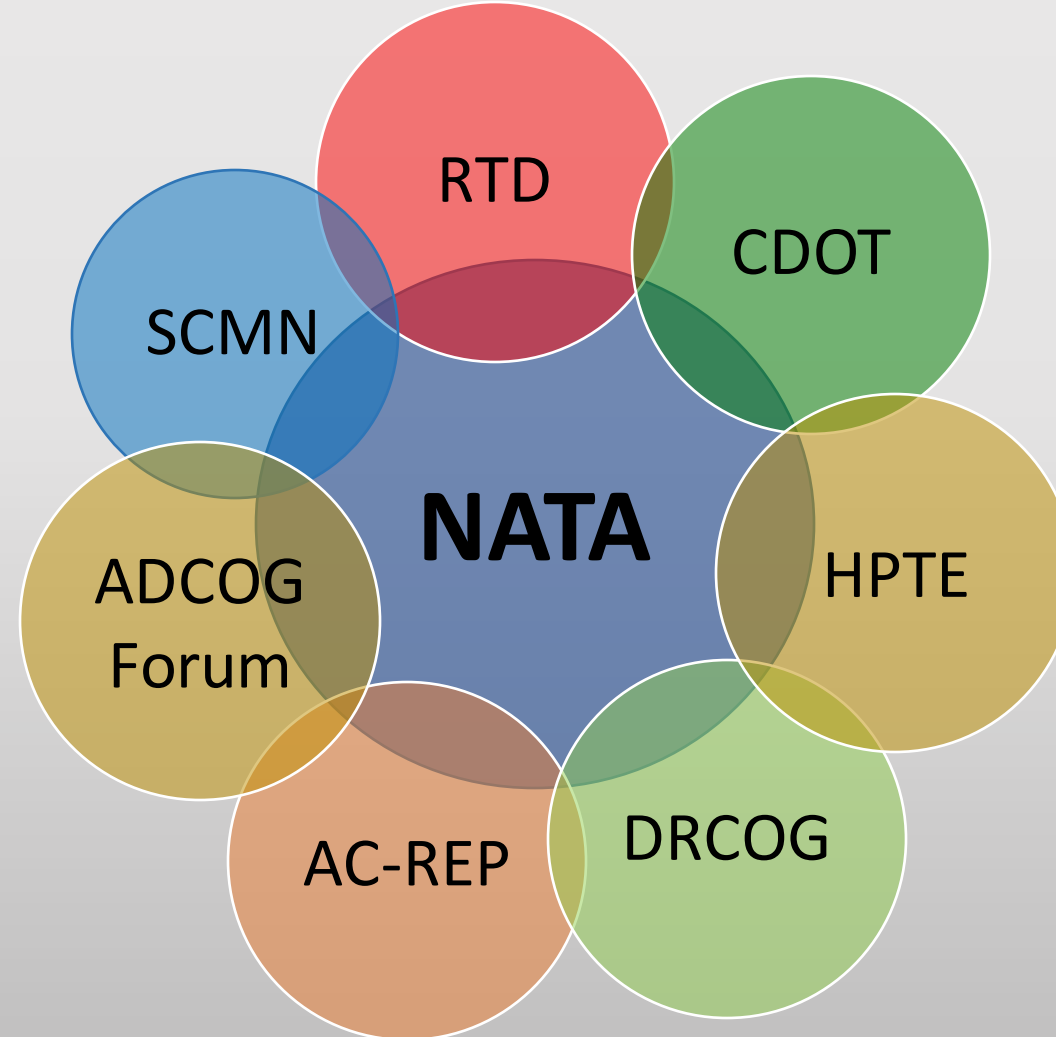 RTD
CDOT
SCMN
NATA
HPTE
ADCOG
Forum
DRCOG
AC-REP